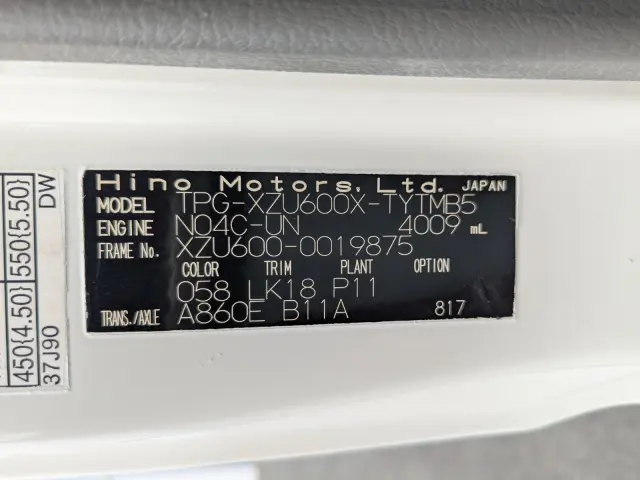 Hino Motors, Ltd. JAPAN
MODEL TPG-XZU600X-TYTMB5
ENGINE N04C-UN 4009 mL
FRAME No. XZU600-0019875
COLOR TRIM PLANT OPTION
058 LK18 P11
TRANS./AXLE A860E B11A 817
450{4.50} 550{5.50}
37J90 DW